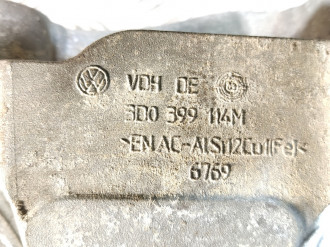 VDH DE
3D0 399 114M
>EN AC-AlSi12Cu1(Fe)<
6769